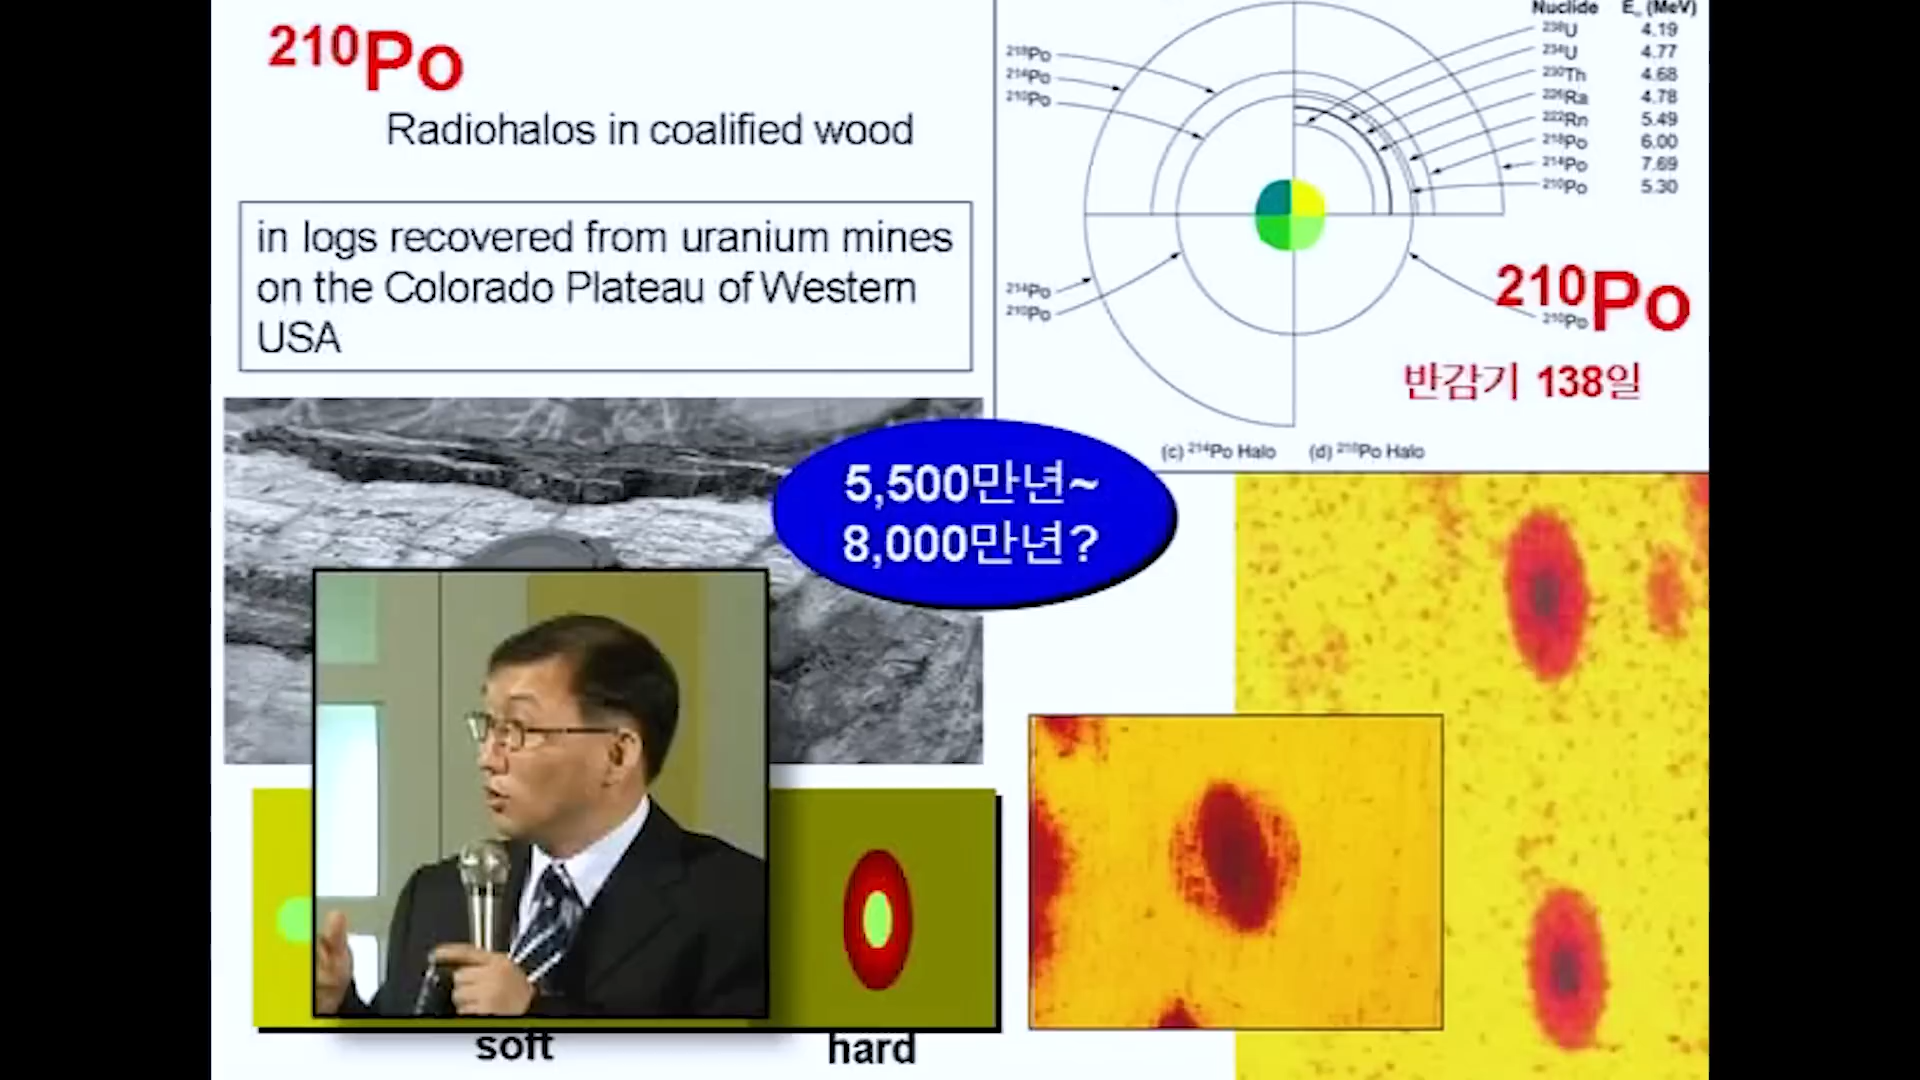 210Po
Radiohalos in coalified wood
in logs recovered from uranium mines
on the Colorado Plateau of Western
USA
Nuclide Eα (MeV)
238U 4.19
234U 4.77
230Th 4.68
226Ra 4.78
222Rn 5.49
218Po 6.00
214Po 7.69
210Po 5.30
218Po
214Po
210Po
214Po
210Po
210Po
210Po
반감기 138일
(c) 214Po Halo (d) 210Po Halo
5,500만년~
8,000만년?
soft
hard